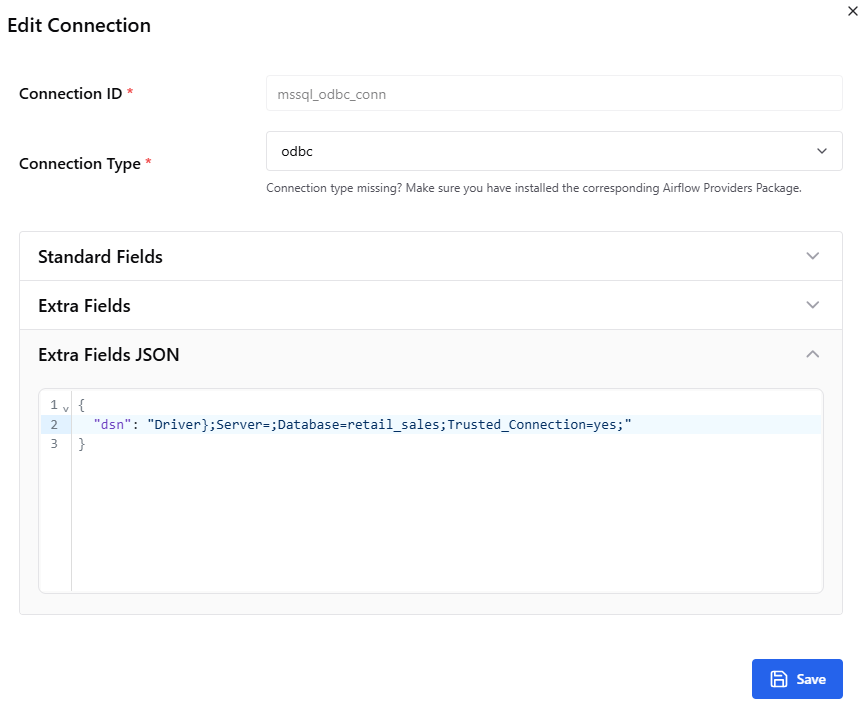 Edit Connection
Connection ID *
mssql_odbc_conn
Connection Type *
odbc
Connection type missing? Make sure you have installed the corresponding Airflow Providers Package.
Standard Fields
Extra Fields
Extra Fields JSON
1 {
2 "dsn": "Driver};Server=;Database=retail_sales;Trusted_Connection=yes;"
3 }
Save